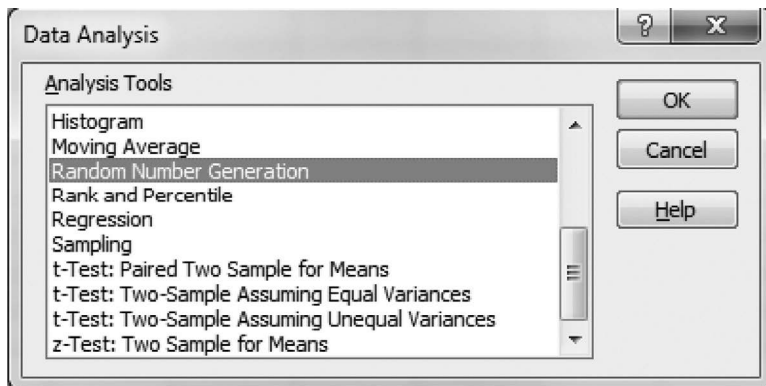 Data Analysis
? X
Analysis Tools
Histogram
Moving Average
Random Number Generation
Rank and Percentile
Regression
Sampling
t-Test: Paired Two Sample for Means
t-Test: Two-Sample Assuming Equal Variances
t-Test: Two-Sample Assuming Unequal Variances
z-Test: Two Sample for Means
OK
Cancel
Help